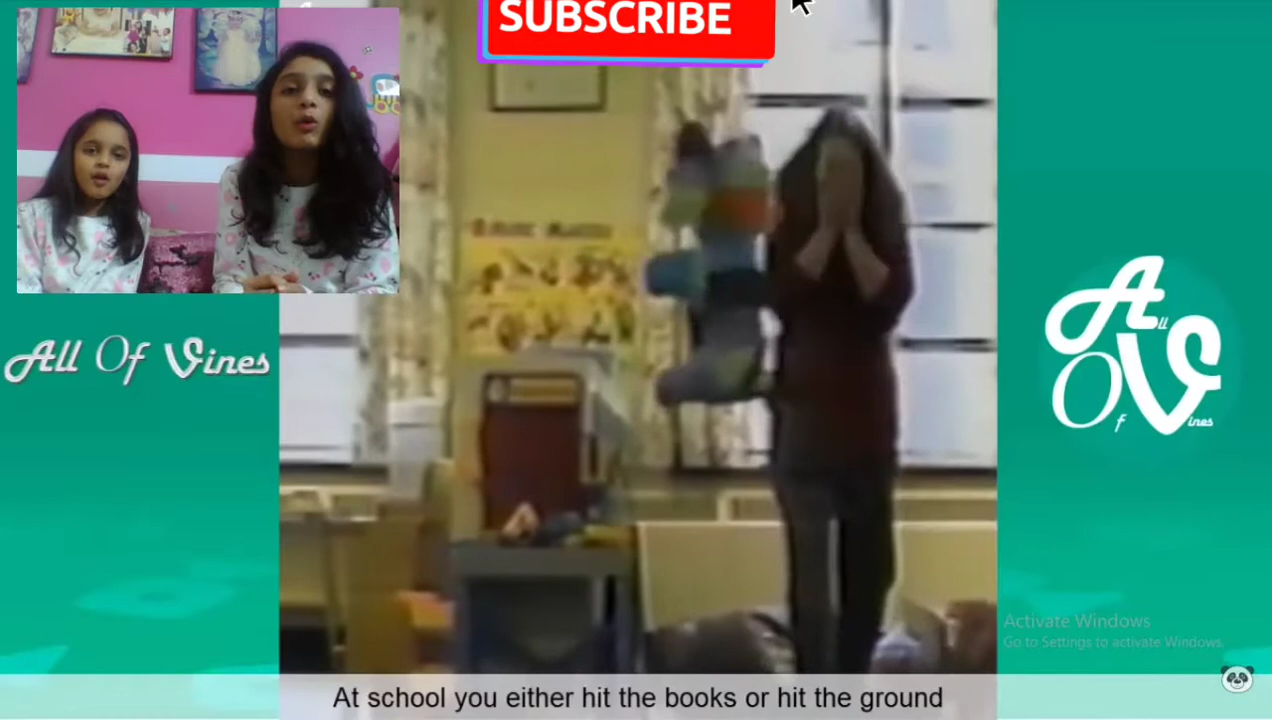 SUBSCRIBE
All Of Vines
All
Of Vines
Activate Windows
Go to Settings to activate Windows.
At school you either hit the books or hit the ground